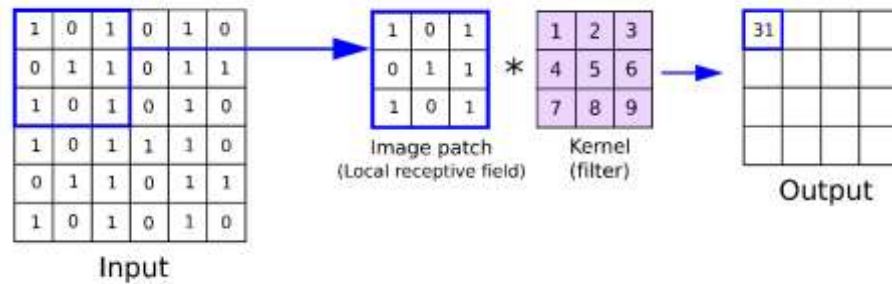 1 0 1 0 1 0
0 1 1 0 1 1
1 0 1 0 1 0
1 0 1 1 1 0
0 1 1 0 1 1
1 0 1 0 1 0
Input
1 0 1
0 1 1
1 0 1
Image patch
(Local receptive field)
*
1 2 3
4 5 6
7 8 9
Kernel
(filter)
31
Output